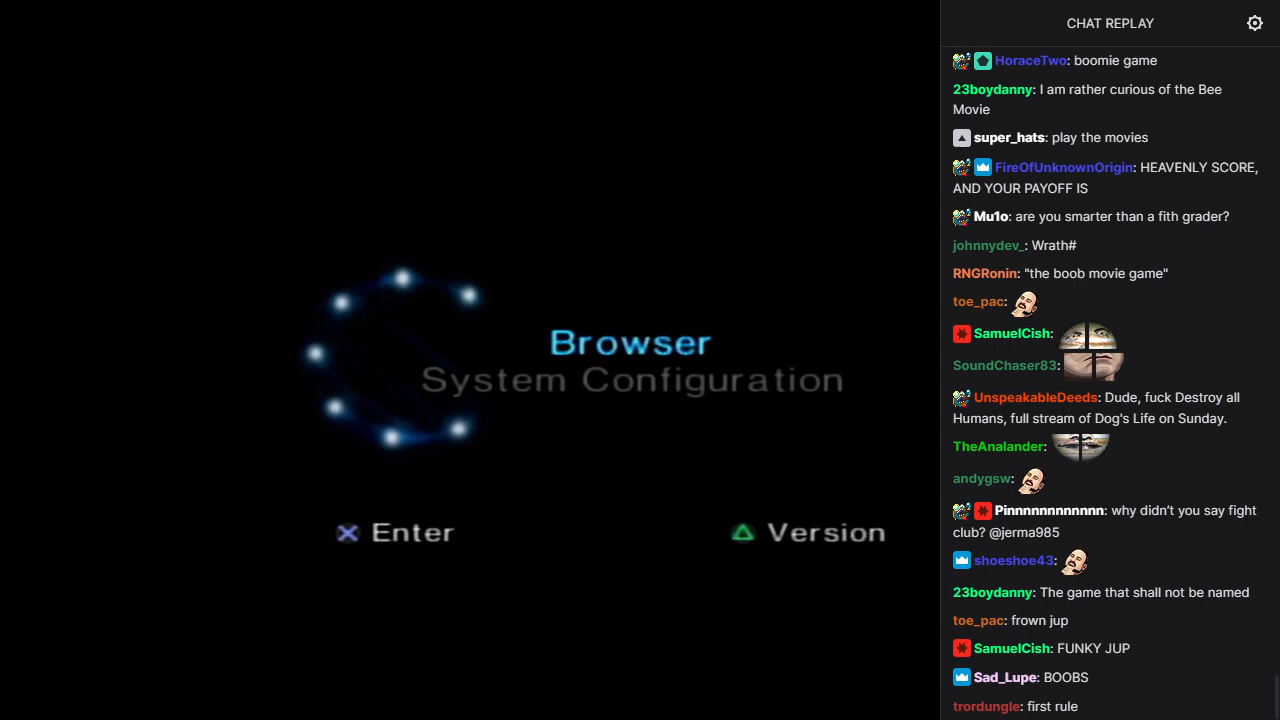 Browser
System Configuration
Enter
Version
CHAT REPLAY
HoraceTwo: boomie game
23boydanny: I am rather curious of the Bee
Movie
super_hats: play the movies
FireOfUnknownOrigin: HEAVENLY SCORE,
AND YOUR PAYOFF IS
Mu1o: are you smarter than a fith grader?
johnnydev_: Wrath#
RNGRonin: "the boob movie game"
toe_pac:
SamuelCish:
SoundChaser83:
UnspeakableDeeds: Dude, fuck Destroy all
Humans, full stream of Dog's Life on Sunday.
TheAnalander:
andygsw:
Pinnnnnnnnnnnn: why didn't you say fight
club? @jerma985
shoeshoe43:
23boydanny: The game that shall not be named
toe_pac: frown jup
SamuelCish: FUNKY JUP
Sad_Lupe: BOOBS
trordungle: first rule